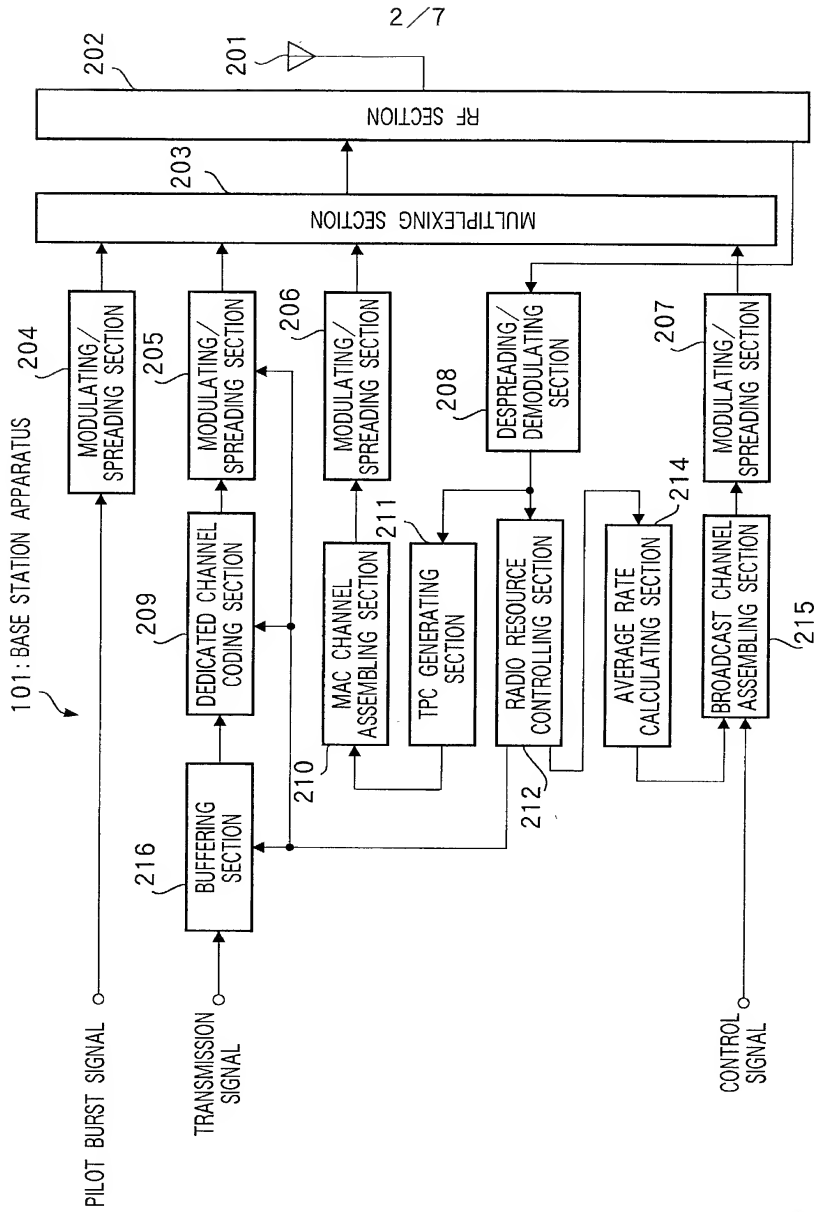 2/7
101:BASE STATION APPARATUS
PILOT BURST SIGNAL
204
MODULATING/
SPREADING SECTION
TRANSMISSION
SIGNAL
216
BUFFERING
SECTION
209
DEDICATED CHANNEL
CODING SECTION
205
MODULATING/
SPREADING SECTION
203
MULTIPLEXING SECTION
202
RF SECTION
201
210
MAC CHANNEL
ASSEMBLING SECTION
206
MODULATING/
SPREADING SECTION
211
TPC GENERATING
SECTION
208
DESPREADING/
DEMODULATING
SECTION
212
RADIO RESOURCE
CONTROLLING SECTION
214
AVERAGE RATE
CALCULATING SECTION
CONTROL
SIGNAL
215
BROADCAST CHANNEL
ASSEMBLING SECTION
207
MODULATING/
SPREADING SECTION